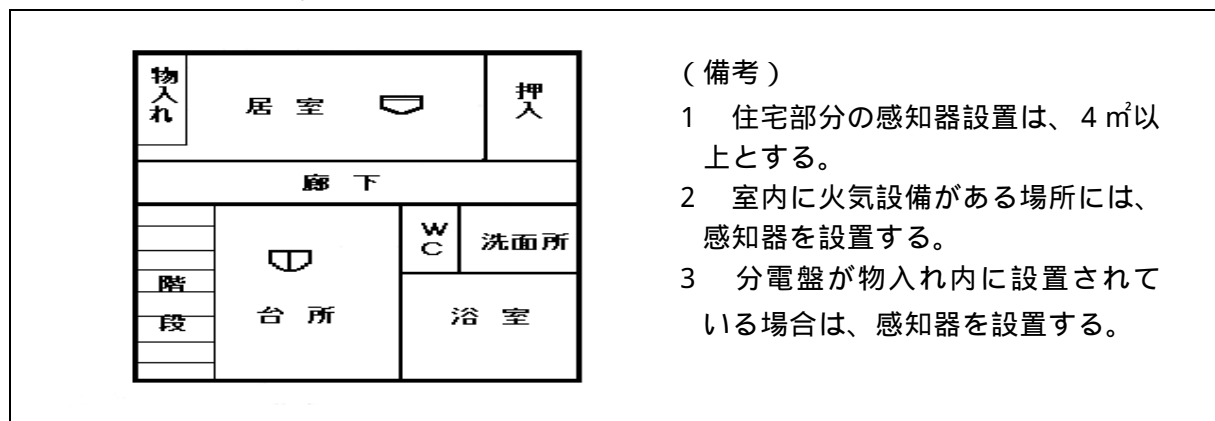 物入れ
居室
押入
廊下
階段
台所
WC
洗面所
浴室
（備考）
1　住宅部分の感知器設置は、4㎡以
上とする。
2　室内に火気設備がある場所には、
感知器を設置する。
3　分電盤が物入れ内に設置されて
いる場合は、感知器を設置する。